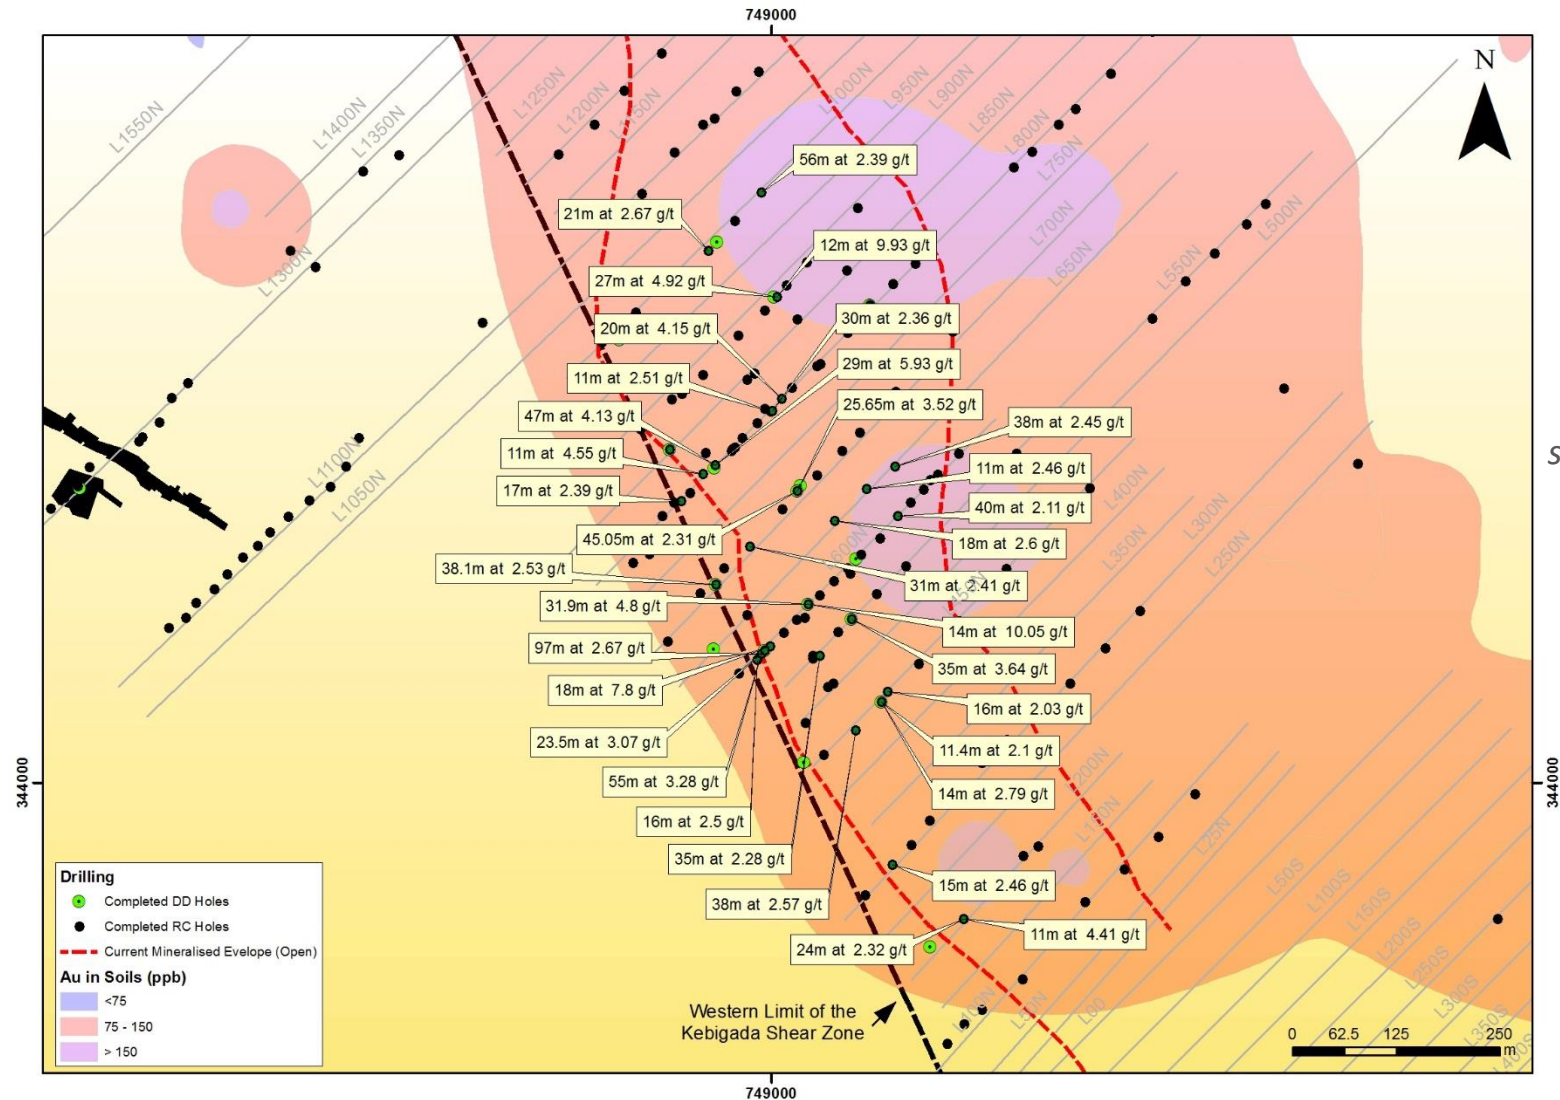 749000
N
L1550N
L1400N
L1350N
L1250N
L1200N
L1150N
L1000N
L950N
L900N
L850N
L800N
L750N
56m at 2.39 g/t
21m at 2.67 g/t
L700N
L650N
L500N
L550N
12m at 9.93 g/t
L1300N
27m at 4.92 g/t
20m at 4.15 g/t
30m at 2.36 g/t
29m at 5.93 g/t
11m at 2.51 g/t
25.65m at 3.52 g/t
47m at 4.13 g/t
38m at 2.45 g/t
11m at 4.55 g/t
S
11m at 2.46 g/t
17m at 2.39 g/t
L1100N
L1050N
L400N
40m at 2.11 g/t
L300N
L350N
L250N
45.05m at 2.31 g/t
18m at 2.6 g/t
L600N
38.1m at 2.53 g/t
31m at 2.41 g/t
L450N
31.9m at 4.8 g/t
14m at 10.05 g/t
97m at 2.67 g/t
35m at 3.64 g/t
18m at 7.8 g/t
16m at 2.03 g/t
23.5m at 3.07 g/t
11.4m at 2.1 g/t
55m at 3.28 g/t
344000
344000
L200N
14m at 2.79 g/t
16m at 2.5 g/t
L150N
L25N
35m at 2.28 g/t
L50S
15m at 2.46 g/t
38m at 2.57 g/t
L100S
L150S
11m at 4.41 g/t
24m at 2.32 g/t
L200S
L250S
L300S
L350S
L400S
L100N
L50N
L00
Western Limit of the
Kebigada Shear Zone
Drilling
Completed DD Holes
Completed RC Holes
Current Mineralised Evelope (Open)
Au in Soils (ppb)
<75
75 - 150
> 150
0 62.5 125 250
m
749000